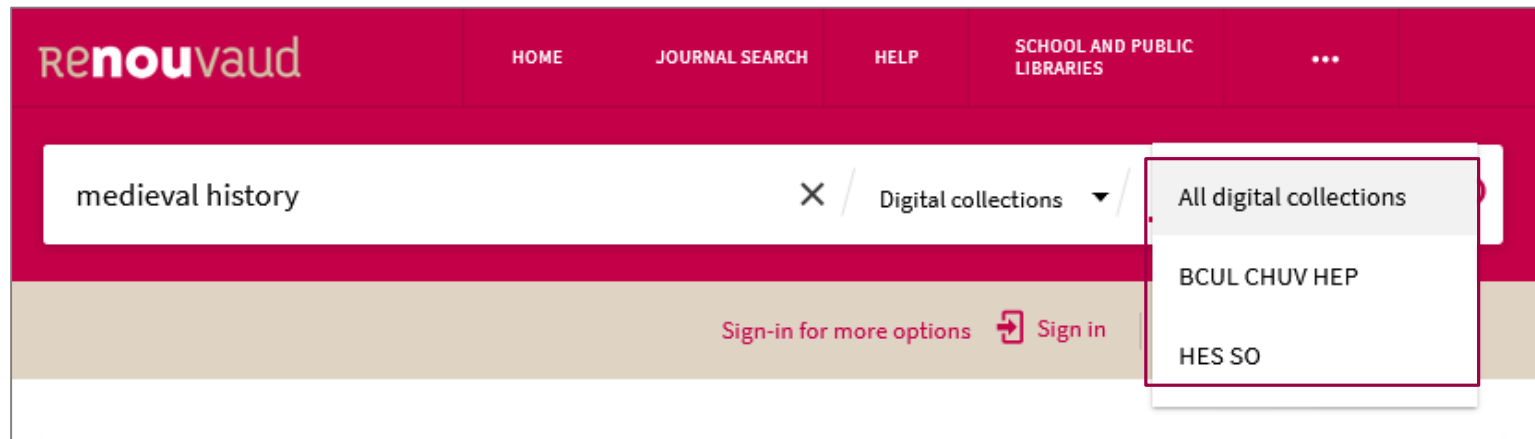 Renouvaud
HOME
JOURNAL SEARCH
HELP
SCHOOL AND PUBLIC
LIBRARIES
medieval history
Digital collections
All digital collections
BCUL CHUV HEP
HES SO
Sign-in for more options
Sign in